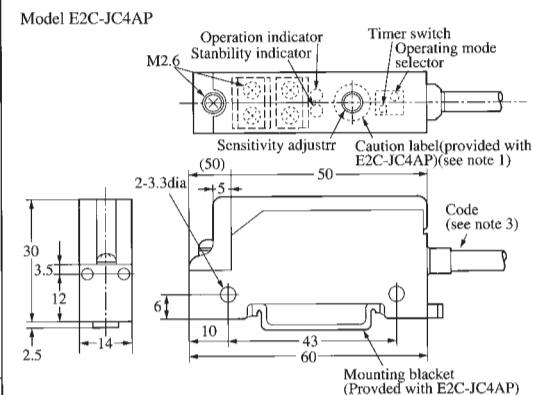 Model E2C-JC4AP
Operation indicator
Stanbility indicator
M2.6
Timer switch
Operating mode
selector
Sensitivity adjustrr
Caution label(provided with
E2C-JC4AP)(see note 1)
(50)
50
5
2-3.3dia
Code
(see note 3)
30
3.5
12
6
10
43
14
2.5
60
Mounting blacket
(Provded with E2C-JC4AP)